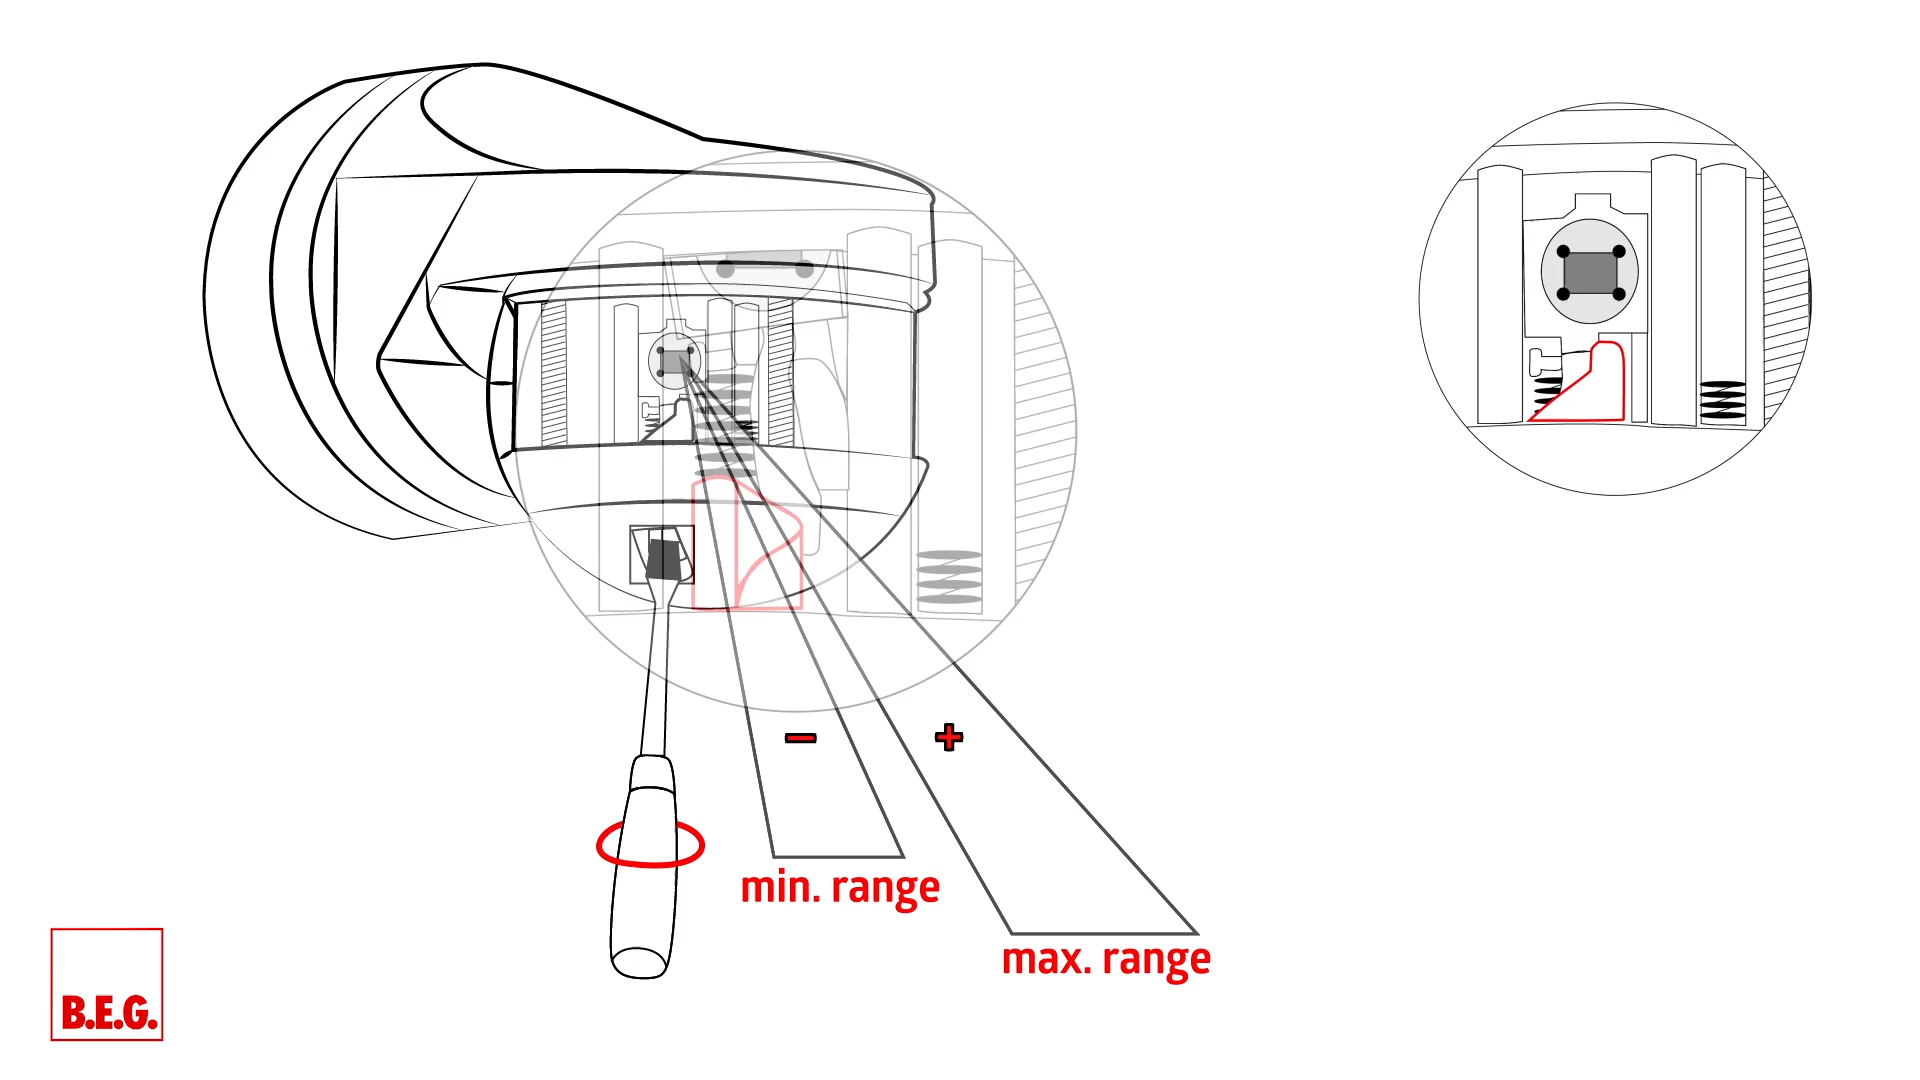 −
+
min. range
max. range
B.E.G.